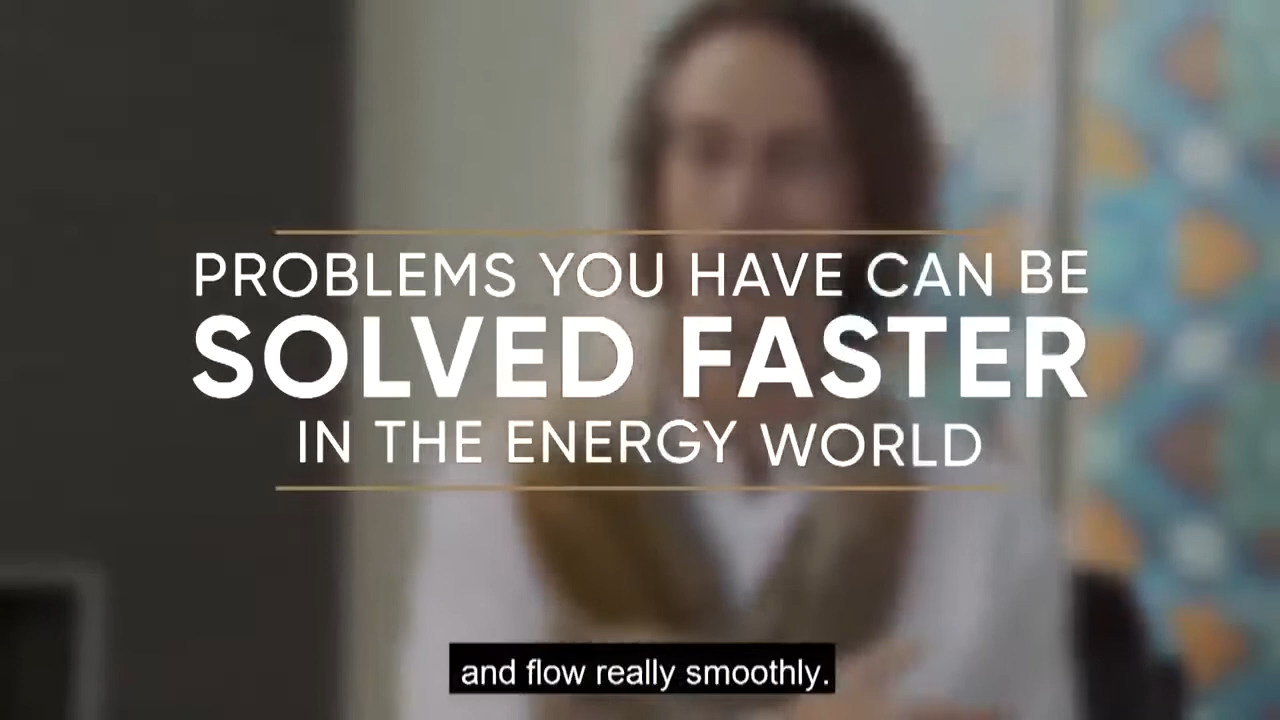 PROBLEMS YOU HAVE CAN BE
SOLVED FASTER
IN THE ENERGY WORLD
and flow really smoothly.